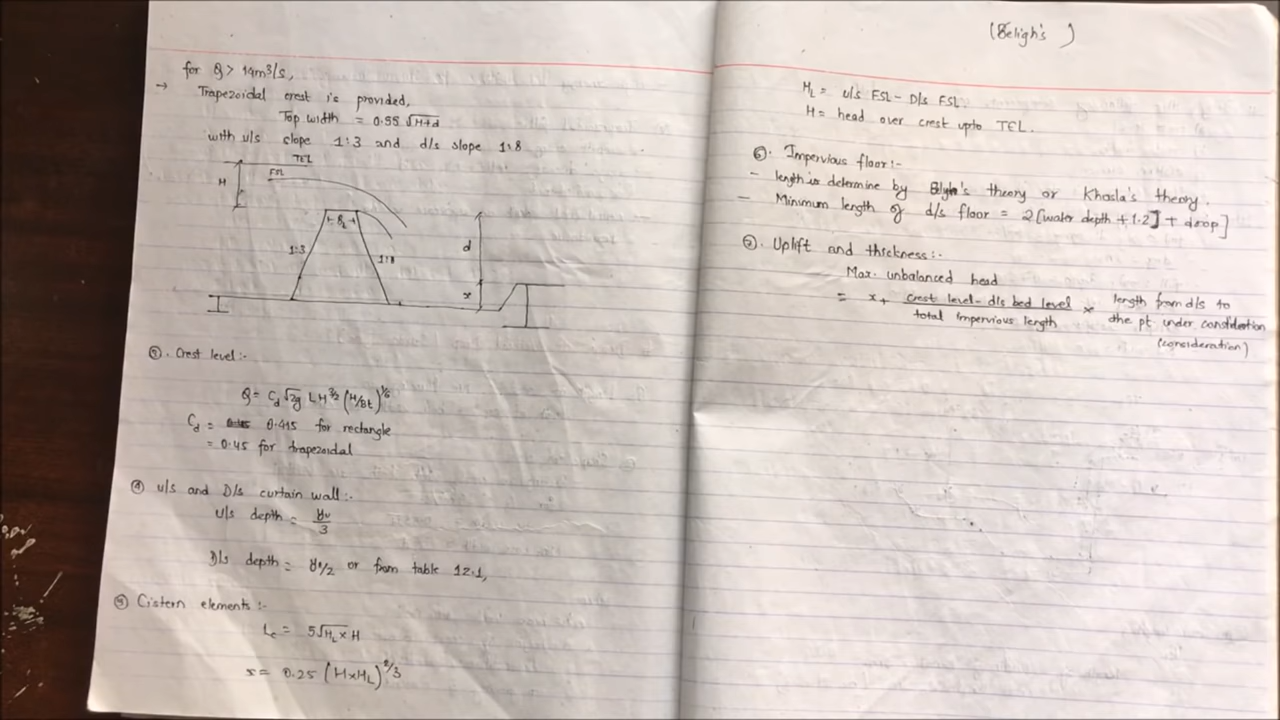 for Q > 14m³/s,
→ Trapezoidal crest is provided,
Top width = 0.55 √H+d
with u/s slope 1:3 and d/s slope 1:8
TEL
FSL
H
Bt
1:3
1:8
d
x
③. Crest level:-
Q = Cd √2g LH^3/2 (H/Bt)^1/6
Cd = 0.415 for rectangle
= 0.45 for trapezoidal
④ u/s and D/s curtain wall:-
u/s depth = yu/3
D/s depth = or from table 12.1,
⑤ Cistern elements:-
Lc = 5√HL × H
= 0.25 (H×HL)^2/3
(Beligh's )
HL = u/s FSL - D/s FSL
H = head over crest upto TEL.
⑥. Impervious floor:-
- length is determine by theory or Khosla's theory.
- Minimum length of d/s floor = 2[water depth + 1.2] + drop]
⑦. Uplift and thickness:-
Max. unbalanced head
= x + crest level - d/s bed level / total impervious length × length from d/s to the pt. under considetation
(consideration)